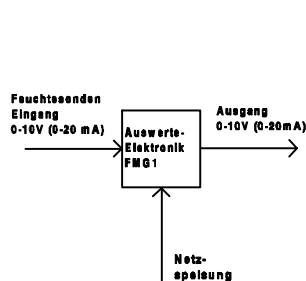 Feuchtesonden
Eingang
0-10V (0-20 mA)
Auswerte-
Elektronik
FMG1
Ausgang
0-10V (0-20mA)
Netz-
speisung